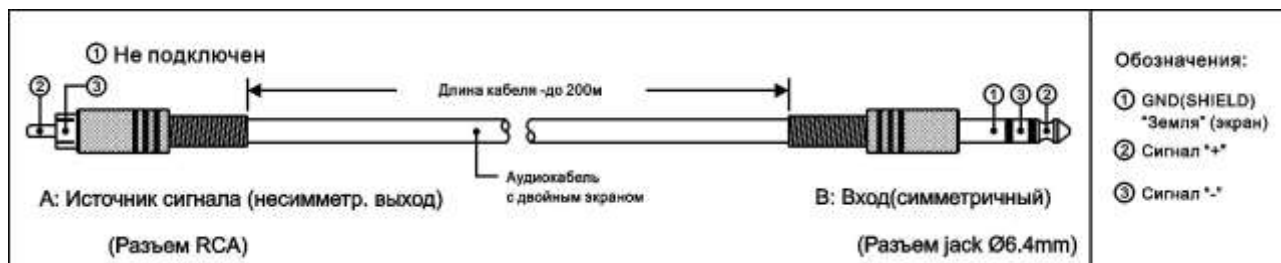 ① Не подключен
② ③
Длина кабеля -до 200м
① ③ ②
Аудиокабель
с двойным экраном
А: Источник сигнала (несимметр. выход)
(Разъем RCA)
В: Вход(симметричный)
(Разъем jack Ø6.4mm)
Обозначения:
① GND(SHIELD)
"Земля" (экран)
② Сигнал "+"
③ Сигнал "-"